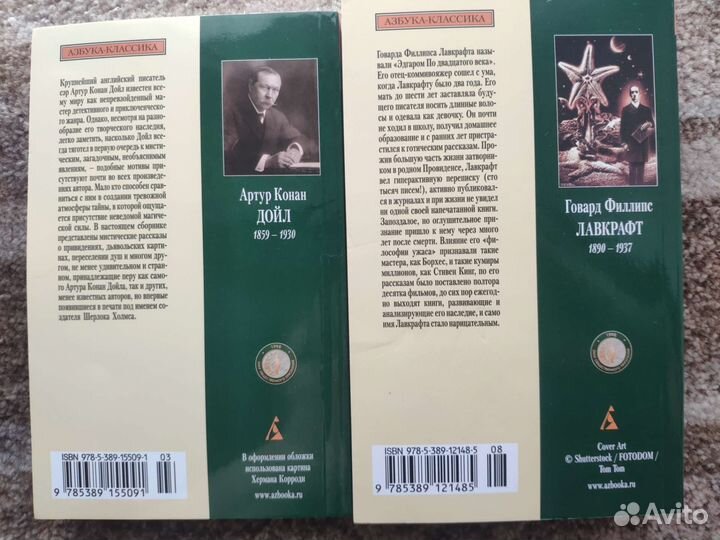 АЗБУКА-КЛАССИКА
Крупнейший английский писатель
сэр Артур Конан Дойл известен все-
му миру как непревзойденный ма-
стер детективного и приключенческо-
го жанра. Однако, несмотря на разно-
образие его творческого наследия,
легко заметить, насколько Дойл все-
гда тяготел в первую очередь к мисти-
ческим, загадочным, необъяснимым
явлениям, – подобные мотивы при-
сутствуют почти во всех произведе-
ниях автора. Мало кто способен срав-
ниться с ним в создании тревожной
атмосферы тайны, в которой ощуща-
ется присутствие неведомой магиче-
ской силы. В настоящем сборнике
представлены мистические рассказы
о привидениях, дьявольских карти-
нах, переселении душ и многом дру-
гом, не менее удивительном и стран-
ном, принадлежащие перу как само-
го Артура Конана Дойла, так и других,
менее известных авторов, но впервые
появившиеся в печати под именем со-
здателя Шерлока Холмса.
Артур Конан
ДОЙЛ
1859 – 1930
ISBN 978-5-389-15509-1
03
9 785389 155091
В оформлении обложки
использована картина
Хермана Корроди
www.azbooka.ru
АЗБУКА-КЛАССИКА
Говарда Филлипса Лавкрафта назы-
вали «Эдгаром По двадцатого века».
Его отец-коммивояжер сошел с ума,
когда Лавкрафту было два года. Его
мать до шести лет заставляла буду-
щего писателя носить длинные воло-
сы и одевала как девочку. Он почти
не ходил в школу, получил домашнее
образование и с ранних лет пристра-
стился к готическим рассказам. Про-
жив большую часть жизни затворни-
ком в родном Провиденсе, Лавкрафт
вел гиперактивную переписку (сто
тысяч писем!), активно публиковал-
ся в журналах и при жизни не увидел
ни одной своей напечатанной книги.
Запоздалое, но оглушительное при-
знание пришло к нему через много
лет после смерти. Влияние его «фи-
лософии ужаса» признавали такие
мастера, как Борхес, и такие кумиры
миллионов, как Стивен Кинг, по его
рассказам было поставлено полтора
десятка фильмов, до сих пор ежегод-
но выходят книги, развивающие и
анализирующие его наследие, и само
имя Лавкрафта стало нарицательным.
Говард Филлипс
ЛАВКРАФТ
1890 – 1937
ISBN 978-5-389-12148-5
08
9 785389 121485
Cover Art
© Shutterstock / FOTODOM /
Tom Tom
www.azbooka.ru
Avito